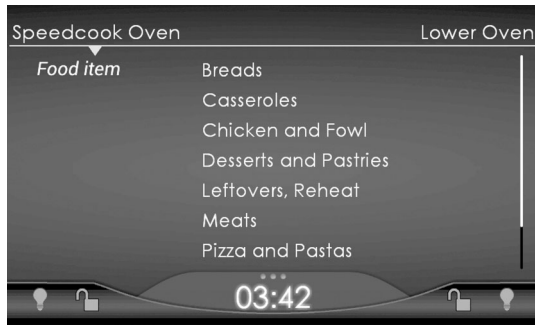 Speedcook Oven Lower Oven
Food item
Breads
Casseroles
Chicken and Fowl
Desserts and Pastries
Leftovers, Reheat
Meats
Pizza and Pastas
03:42